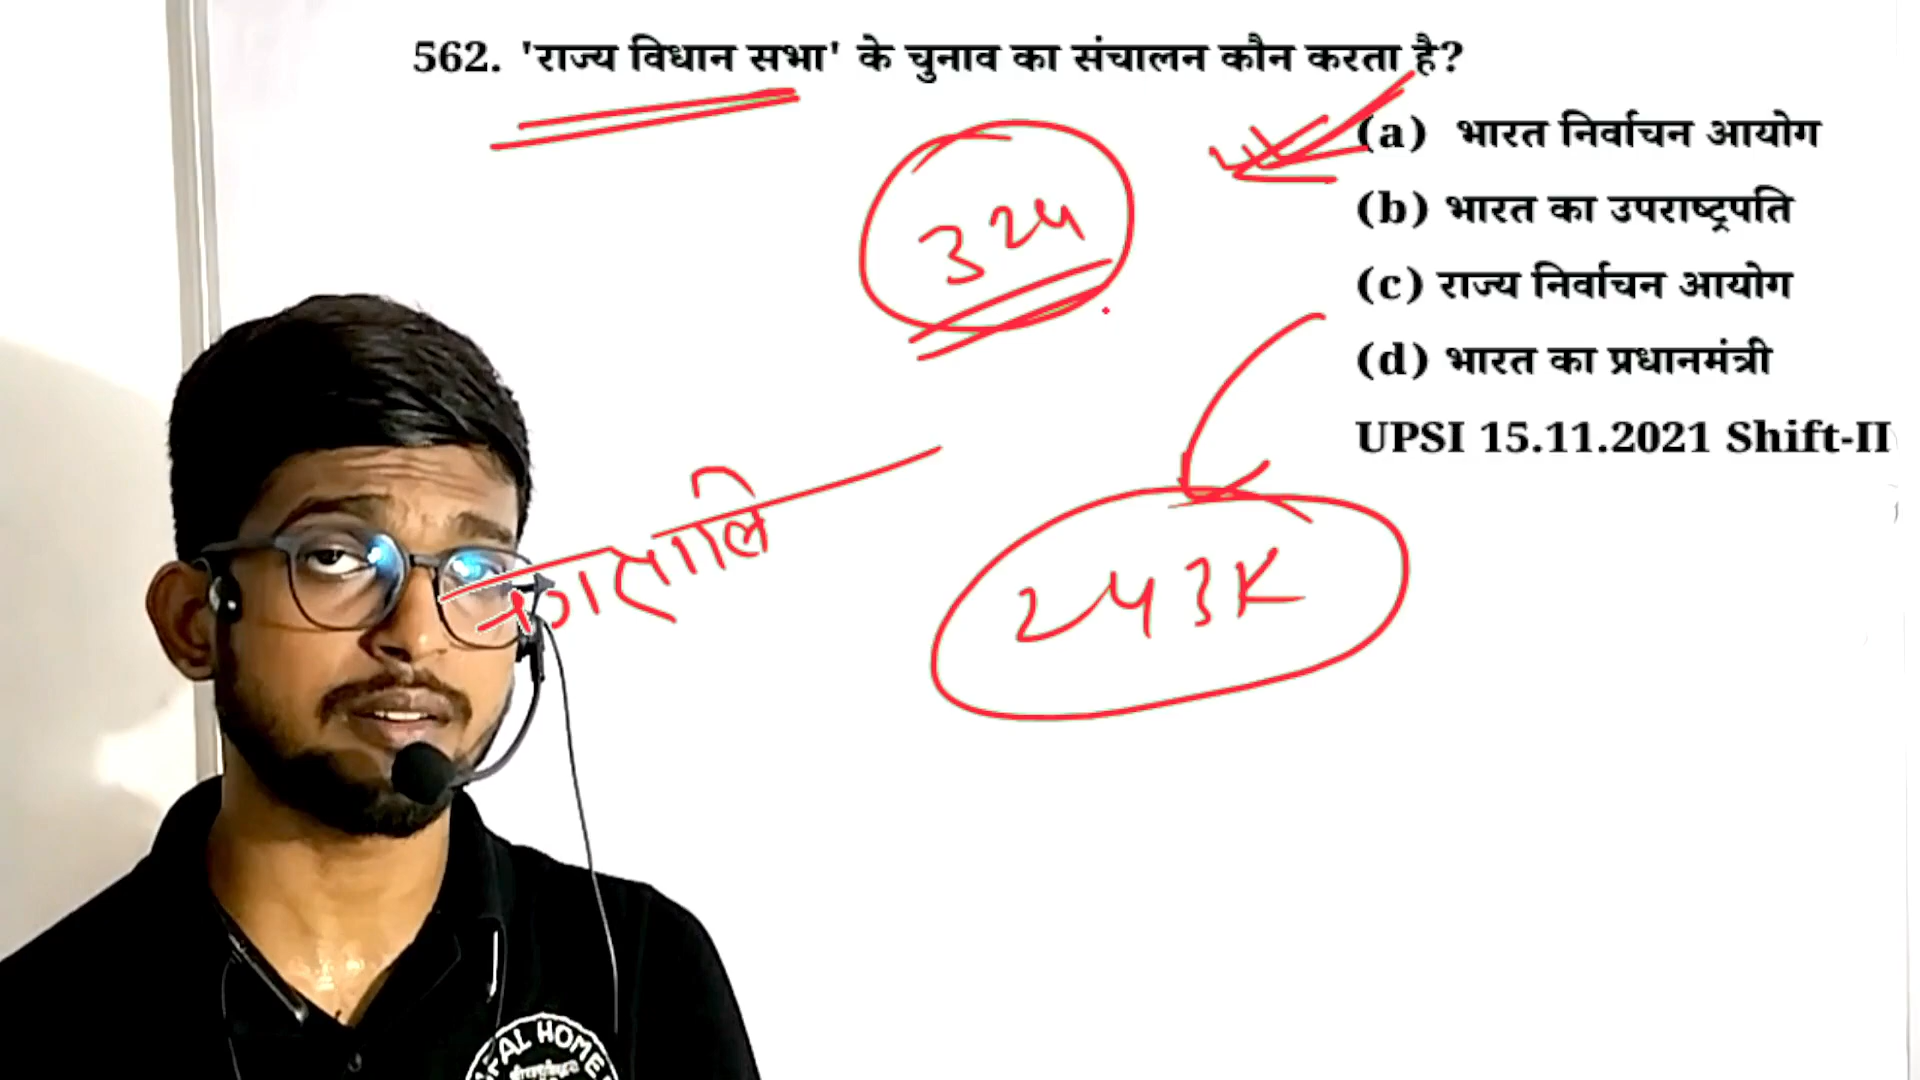 562. 'राज्य विधान सभा' के चुनाव का संचालन कौन करता है?
(a) भारत निर्वाचन आयोग
(b) भारत का उपराष्ट्रपति
(c) राज्य निर्वाचन आयोग
(d) भारत का प्रधानमंत्री
UPSI 15.11.2021 Shift-II
324
243K
HOME